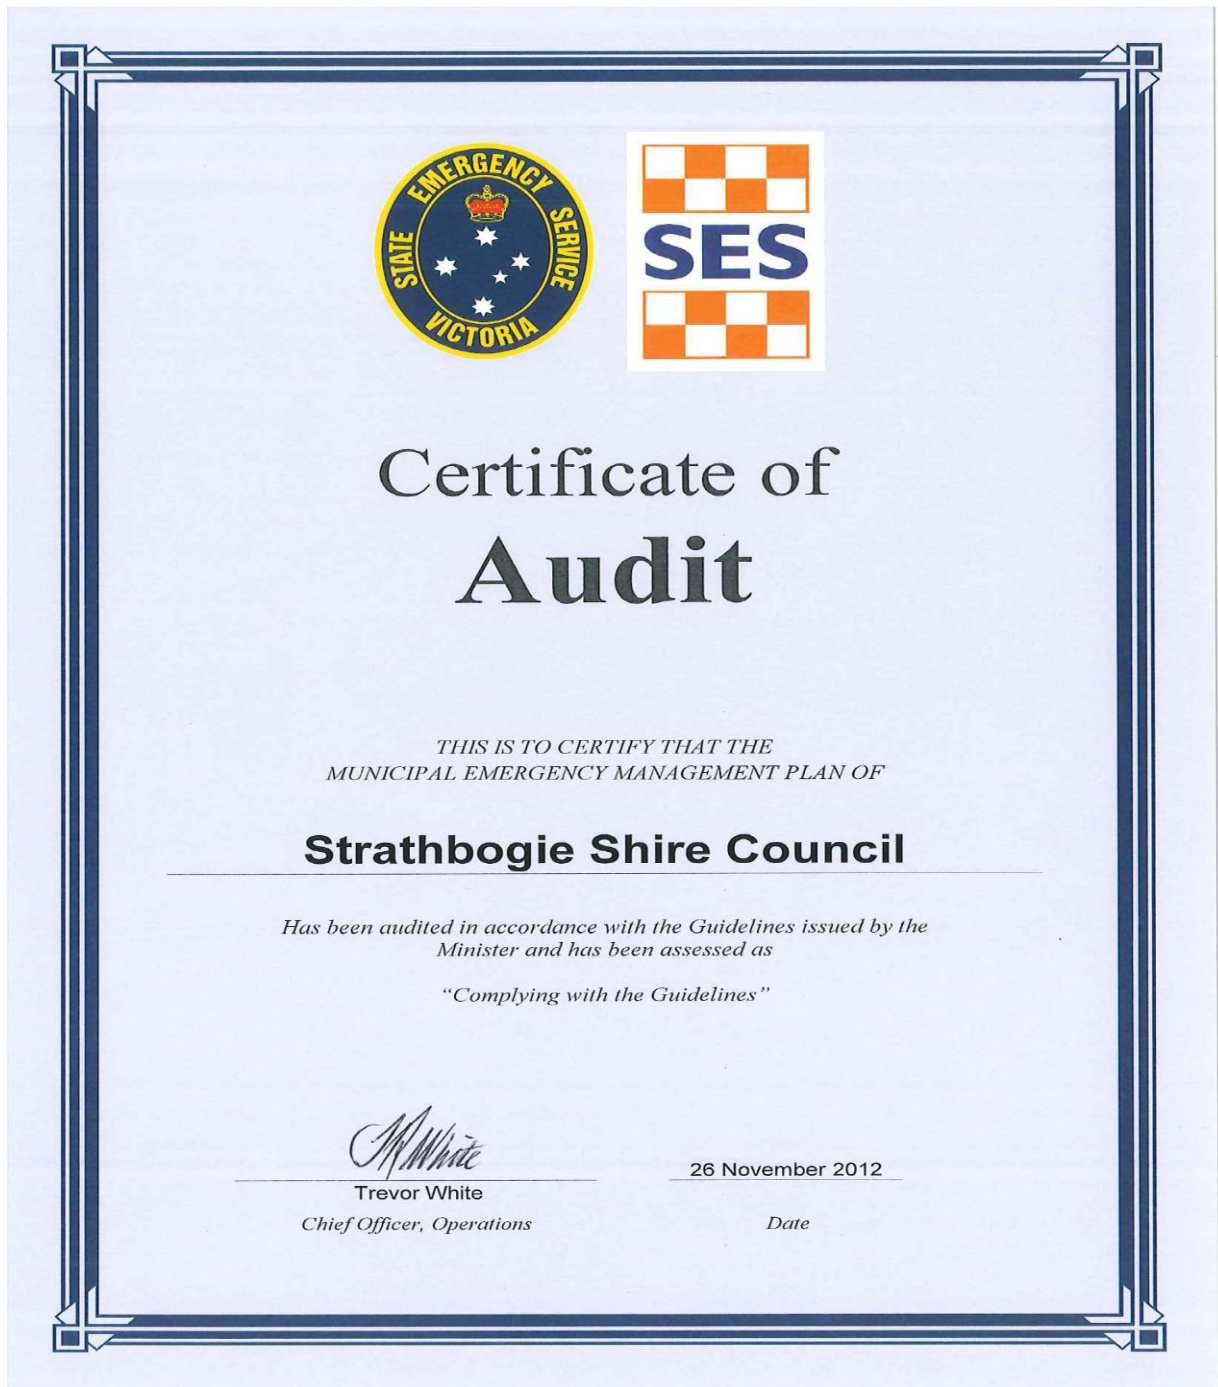 STATE EMERGENCY SERVICE
VICTORIA
SES
Certificate of
Audit
THIS IS TO CERTIFY THAT THE
MUNICIPAL EMERGENCY MANAGEMENT PLAN OF
Strathbogie Shire Council
Has been audited in accordance with the Guidelines issued by the
Minister and has been assessed as
“Complying with the Guidelines”
White
26 November 2012
Trevor White
Chief Officer, Operations
Date